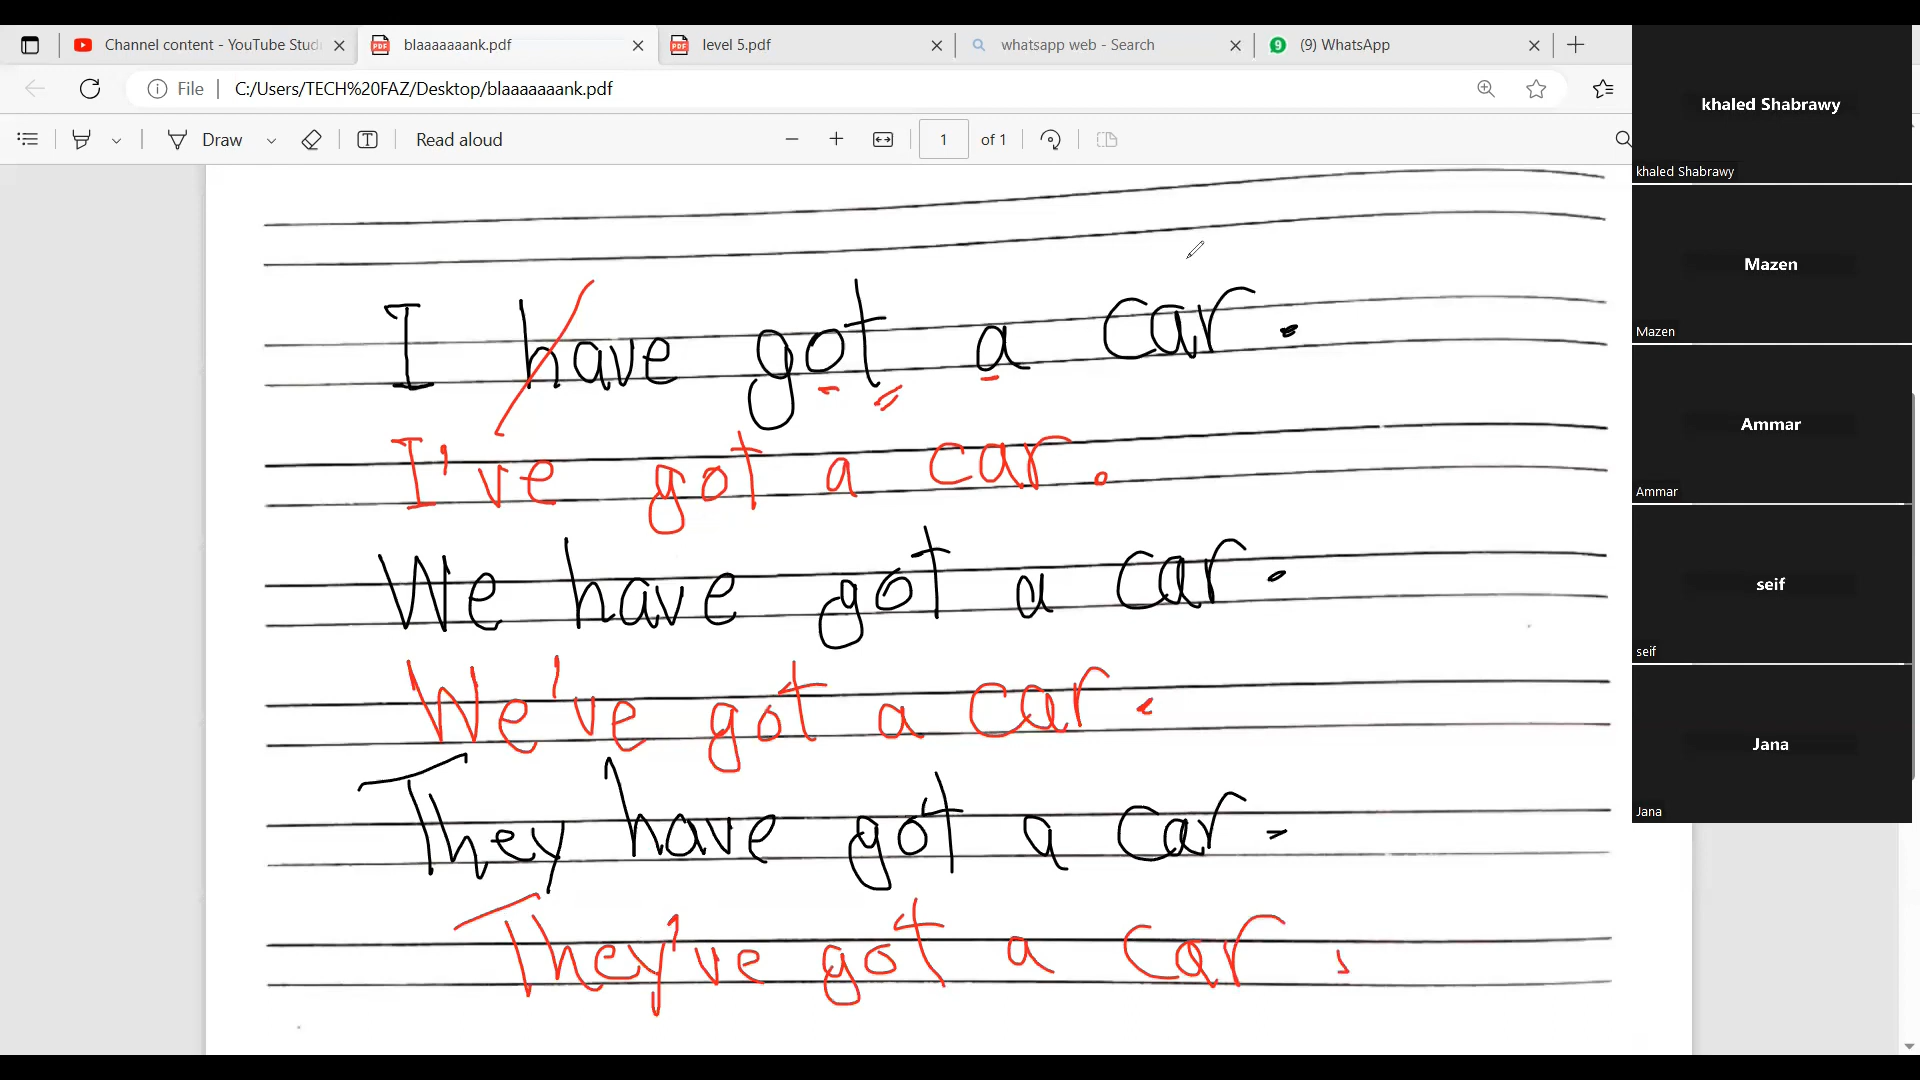 Channel content - YouTube Studi
blaaaaaaank.pdf
level 5.pdf
whatsapp web - Search
(9) WhatsApp
File
C:/Users/TECH%20FAZ/Desktop/blaaaaaaank.pdf
Draw
Read aloud
1 of 1
I have got a car.
I've got a car.
We have got a car.
We've got a car.
They have got a car.
They've got a car.
khaled Shabrawy
khaled Shabrawy
Mazen
Mazen
Ammar
Ammar
seif
seif
Jana
Jana